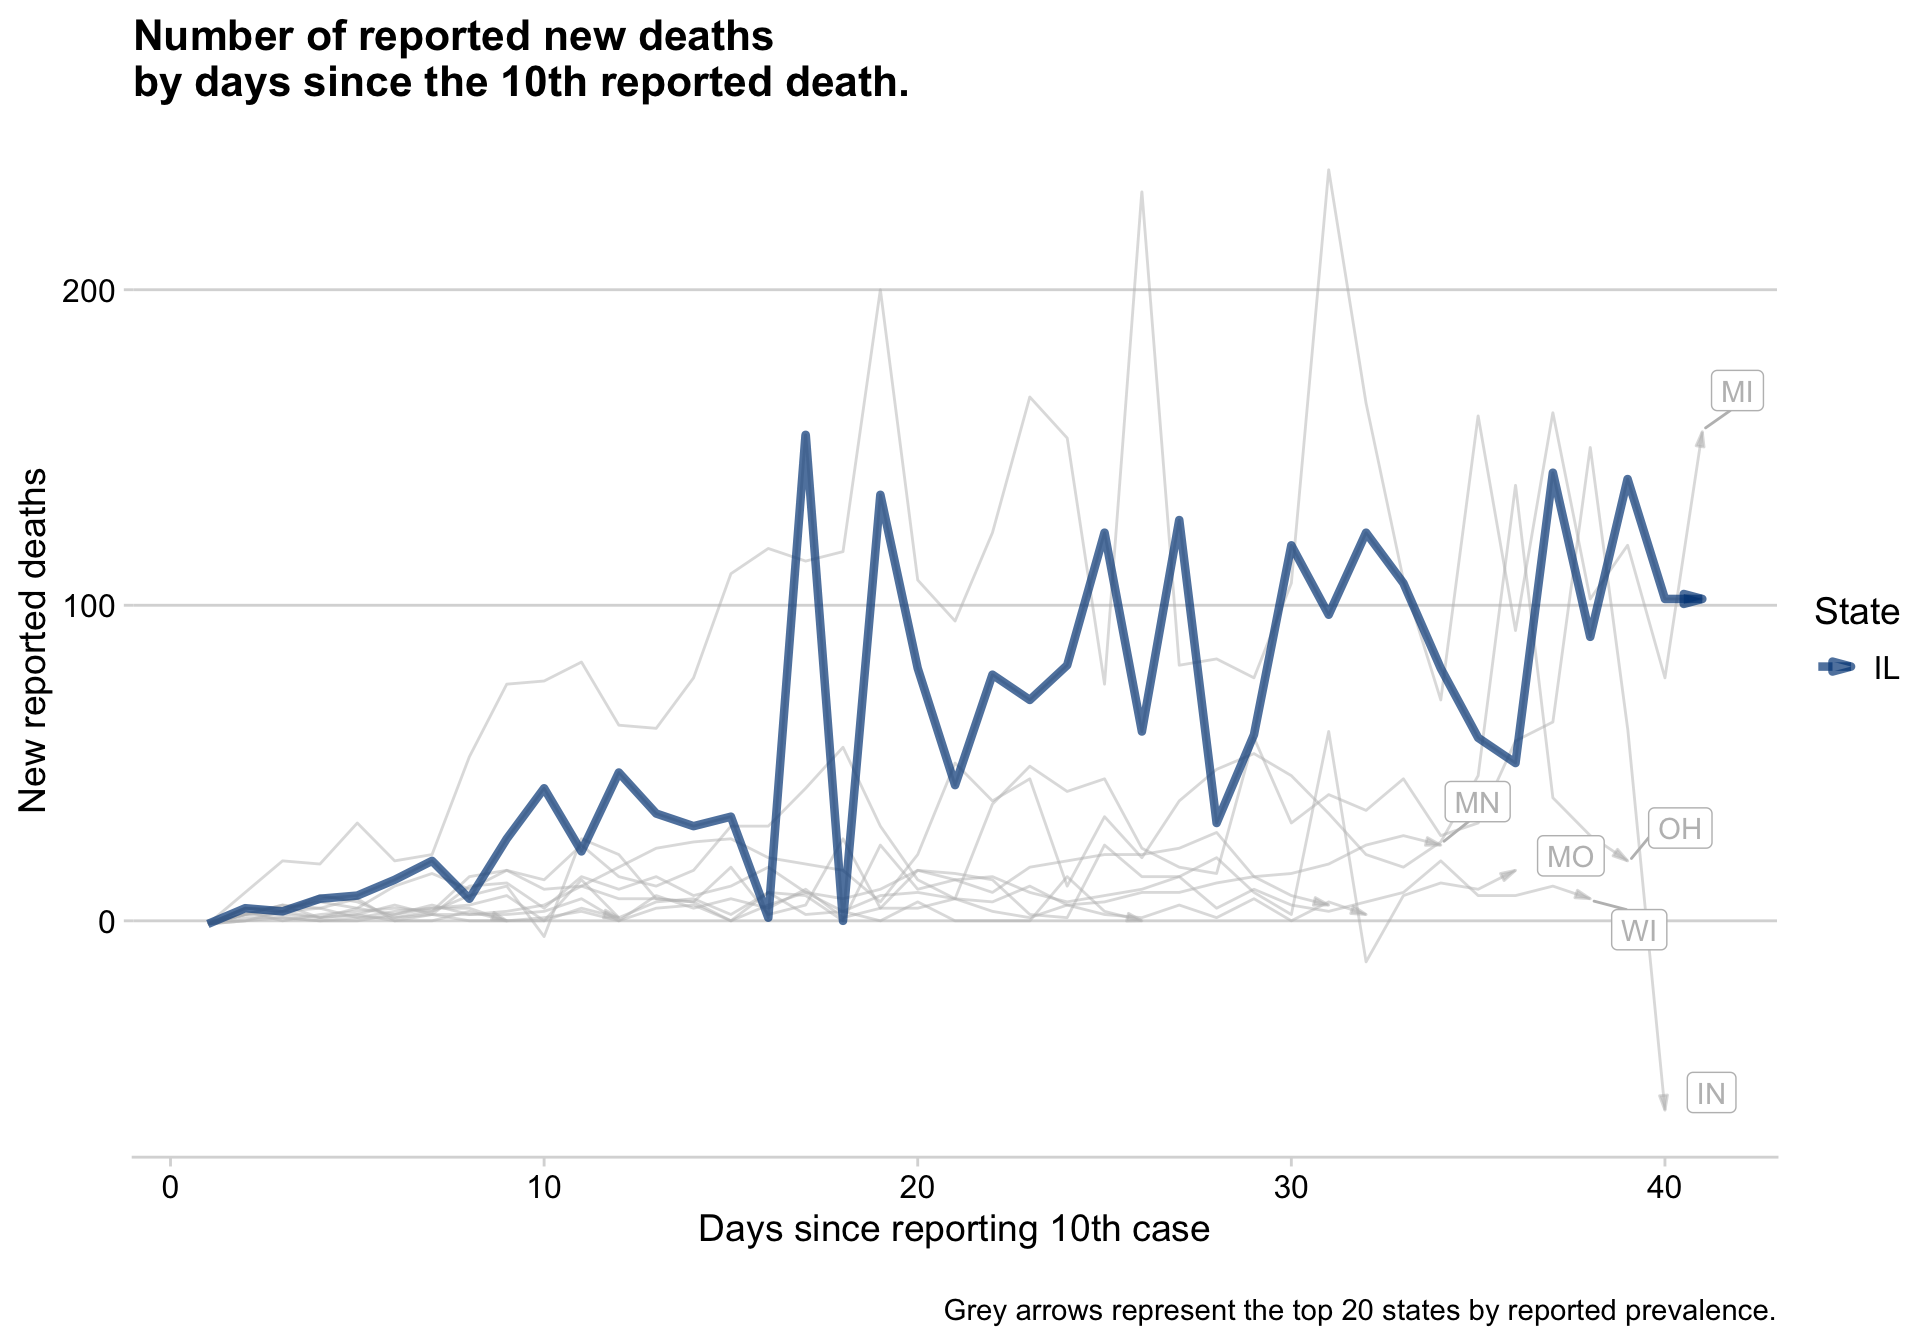 Number of reported new deaths
by days since the 10th reported death.
New reported deaths
200
100
0
MI
MN
OH
MO
WI
IN
State
IL
0
10
20
30
40
Days since reporting 10th case
Grey arrows represent the top 20 states by reported prevalence.